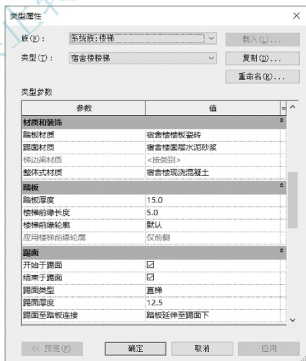 类型属性
族(F): 系统族:楼梯 载入(L)...
类型(T): 宿舍楼楼梯 复制(D)...
重命名(R)...
类型参数
参数 值 =
材质和装饰
踏板材质 宿舍楼楼板瓷砖
踢面材质 宿舍楼面层水泥砂浆
梯边梁材质 <按类别>
整体式材质 宿舍楼现浇混凝土
踏板
踏板厚度 15.0
楼梯前缘长度 5.0
楼梯前缘轮廓 默认
应用楼梯前缘轮廓 仅前侧
踢面
开始于踢面
结束于踢面
踢面类型 直梯
踢面厚度 12.5
踢面至踏板连接 踏板延伸至踢面下
<< 预览(P) 确定 取消 应用